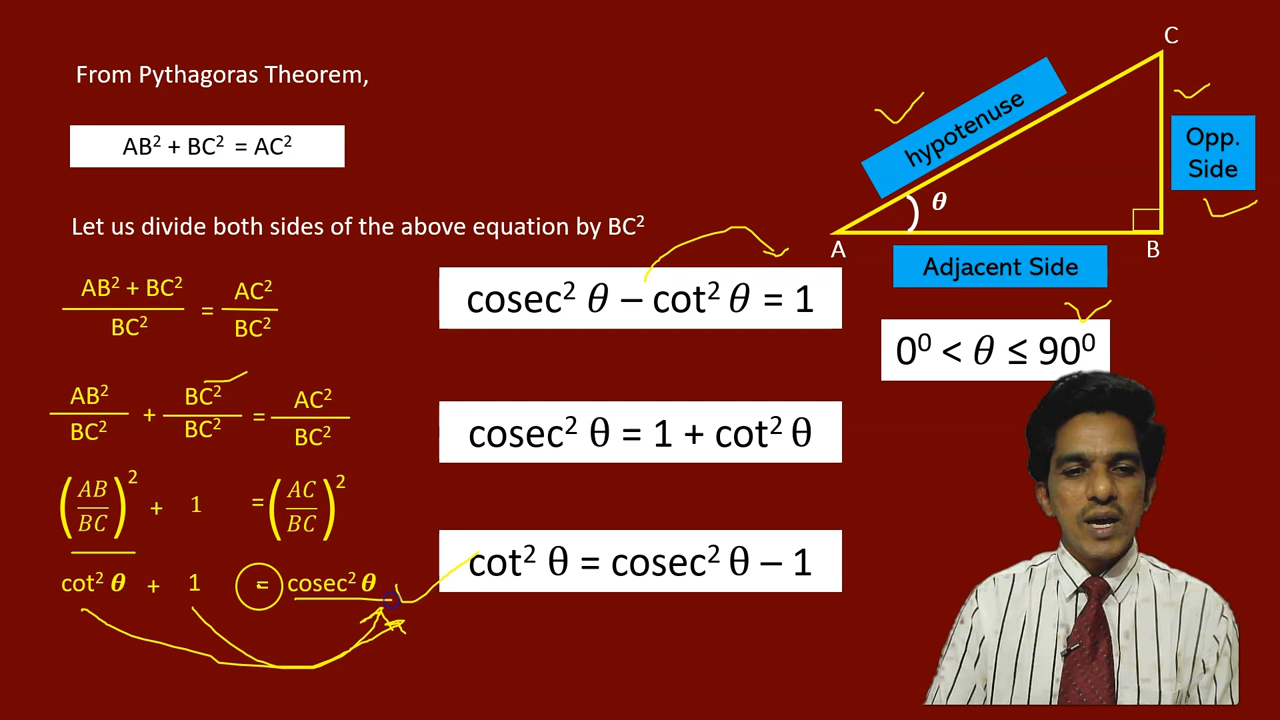 From Pythagoras Theorem,
AB² + BC² = AC²
Let us divide both sides of the above equation by BC²
AB² + BC² / BC² = AC² / BC²
AB² / BC² + BC² / BC² = AC² / BC²
(AB / BC)² + 1 = (AC / BC)²
cot² θ + 1 = cosec² θ
cosec² θ – cot² θ = 1
cosec² θ = 1 + cot² θ
cot² θ = cosec² θ – 1
C
hypotenuse
Opp.
Side
θ
A
B
Adjacent Side
0⁰ < θ ≤ 90⁰